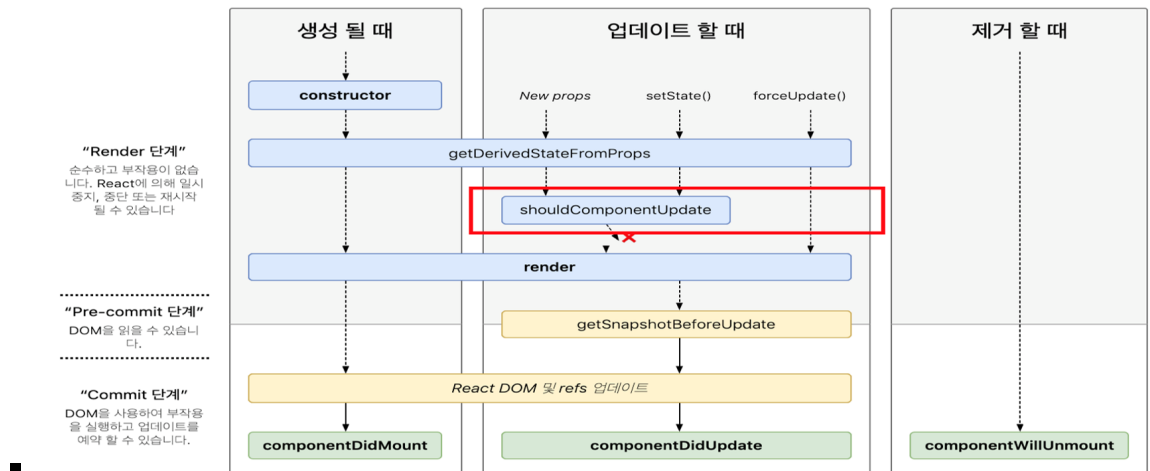 생성 될 때
업데이트 할 때
제거 할 때
constructor
New props
setState()
forceUpdate()
“Render 단계”
순수하고 부작용이 없습
니다. React에 의해 일시
중지, 중단 또는 재시작
될 수 있습니다
getDerivedStateFromProps
shouldComponentUpdate
render
“Pre-commit 단계”
DOM을 읽을 수 있습니
다.
getSnapshotBeforeUpdate
React DOM 및 refs 업데이트
“Commit 단계”
DOM을 사용하여 부작용
을 실행하고 업데이트를
예약 할 수 있습니다.
componentDidMount
componentDidUpdate
componentWillUnmount